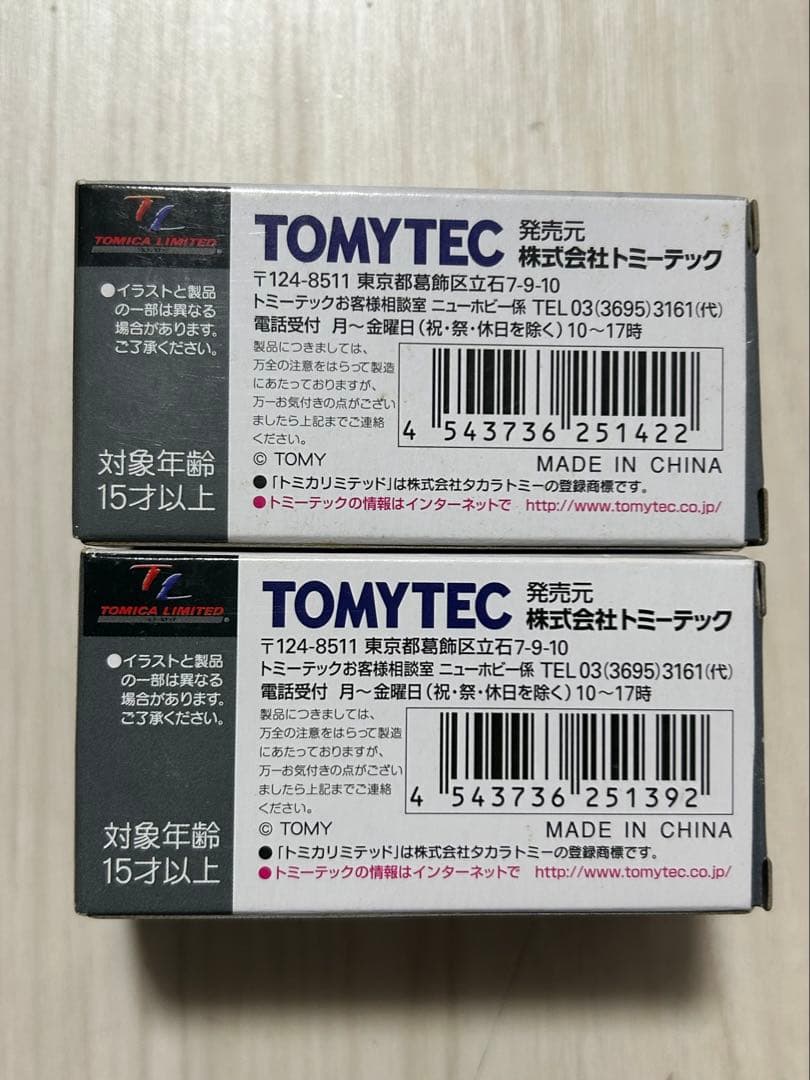 TL
TOMICA LIMITED
●イラストと製品
の一部は異なる
場合があります。
ご了承ください。
対象年齢
15才以上
TOMYTEC 発売元
株式会社トミーテック
〒124-8511 東京都葛飾区立石7-9-10
トミーテックお客様相談室 ニューホビー係 TEL 03(3695)3161(代)
電話受付 月～金曜日(祝・祭・休日を除く)10～17時
製品につきましては、
万全の注意をはらって製造
にあたっておりますが、
万一お気付きの点がござい
ましたら上記までご連絡
ください。
4 543736 251422
© TOMY
MADE IN CHINA
●「トミカリミテッド」は株式会社タカラトミーの登録商標です。
●トミーテックの情報はインターネットで http://www.tomytec.co.jp/
TL
TOMICA LIMITED
●イラストと製品
の一部は異なる
場合があります。
ご了承ください。
対象年齢
15才以上
TOMYTEC 発売元
株式会社トミーテック
〒124-8511 東京都葛飾区立石7-9-10
トミーテックお客様相談室 ニューホビー係 TEL 03(3695)3161(代)
電話受付 月～金曜日(祝・祭・休日を除く)10～17時
製品につきましては、
万全の注意をはらって製造
にあたっておりますが、
万一お気付きの点がござい
ましたら上記までご連絡
ください。
4 543736 251392
© TOMY
MADE IN CHINA
●「トミカリミテッド」は株式会社タカラトミーの登録商標です。
●トミーテックの情報はインターネットで http://www.tomytec.co.jp/